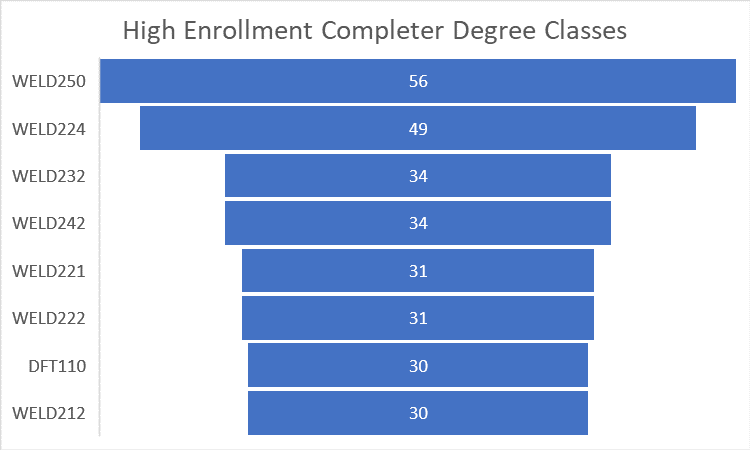 High Enrollment Completer Degree Classes
WELD250 56
WELD224 49
WELD232 34
WELD242 34
WELD221 31
WELD222 31
DFT110 30
WELD212 30